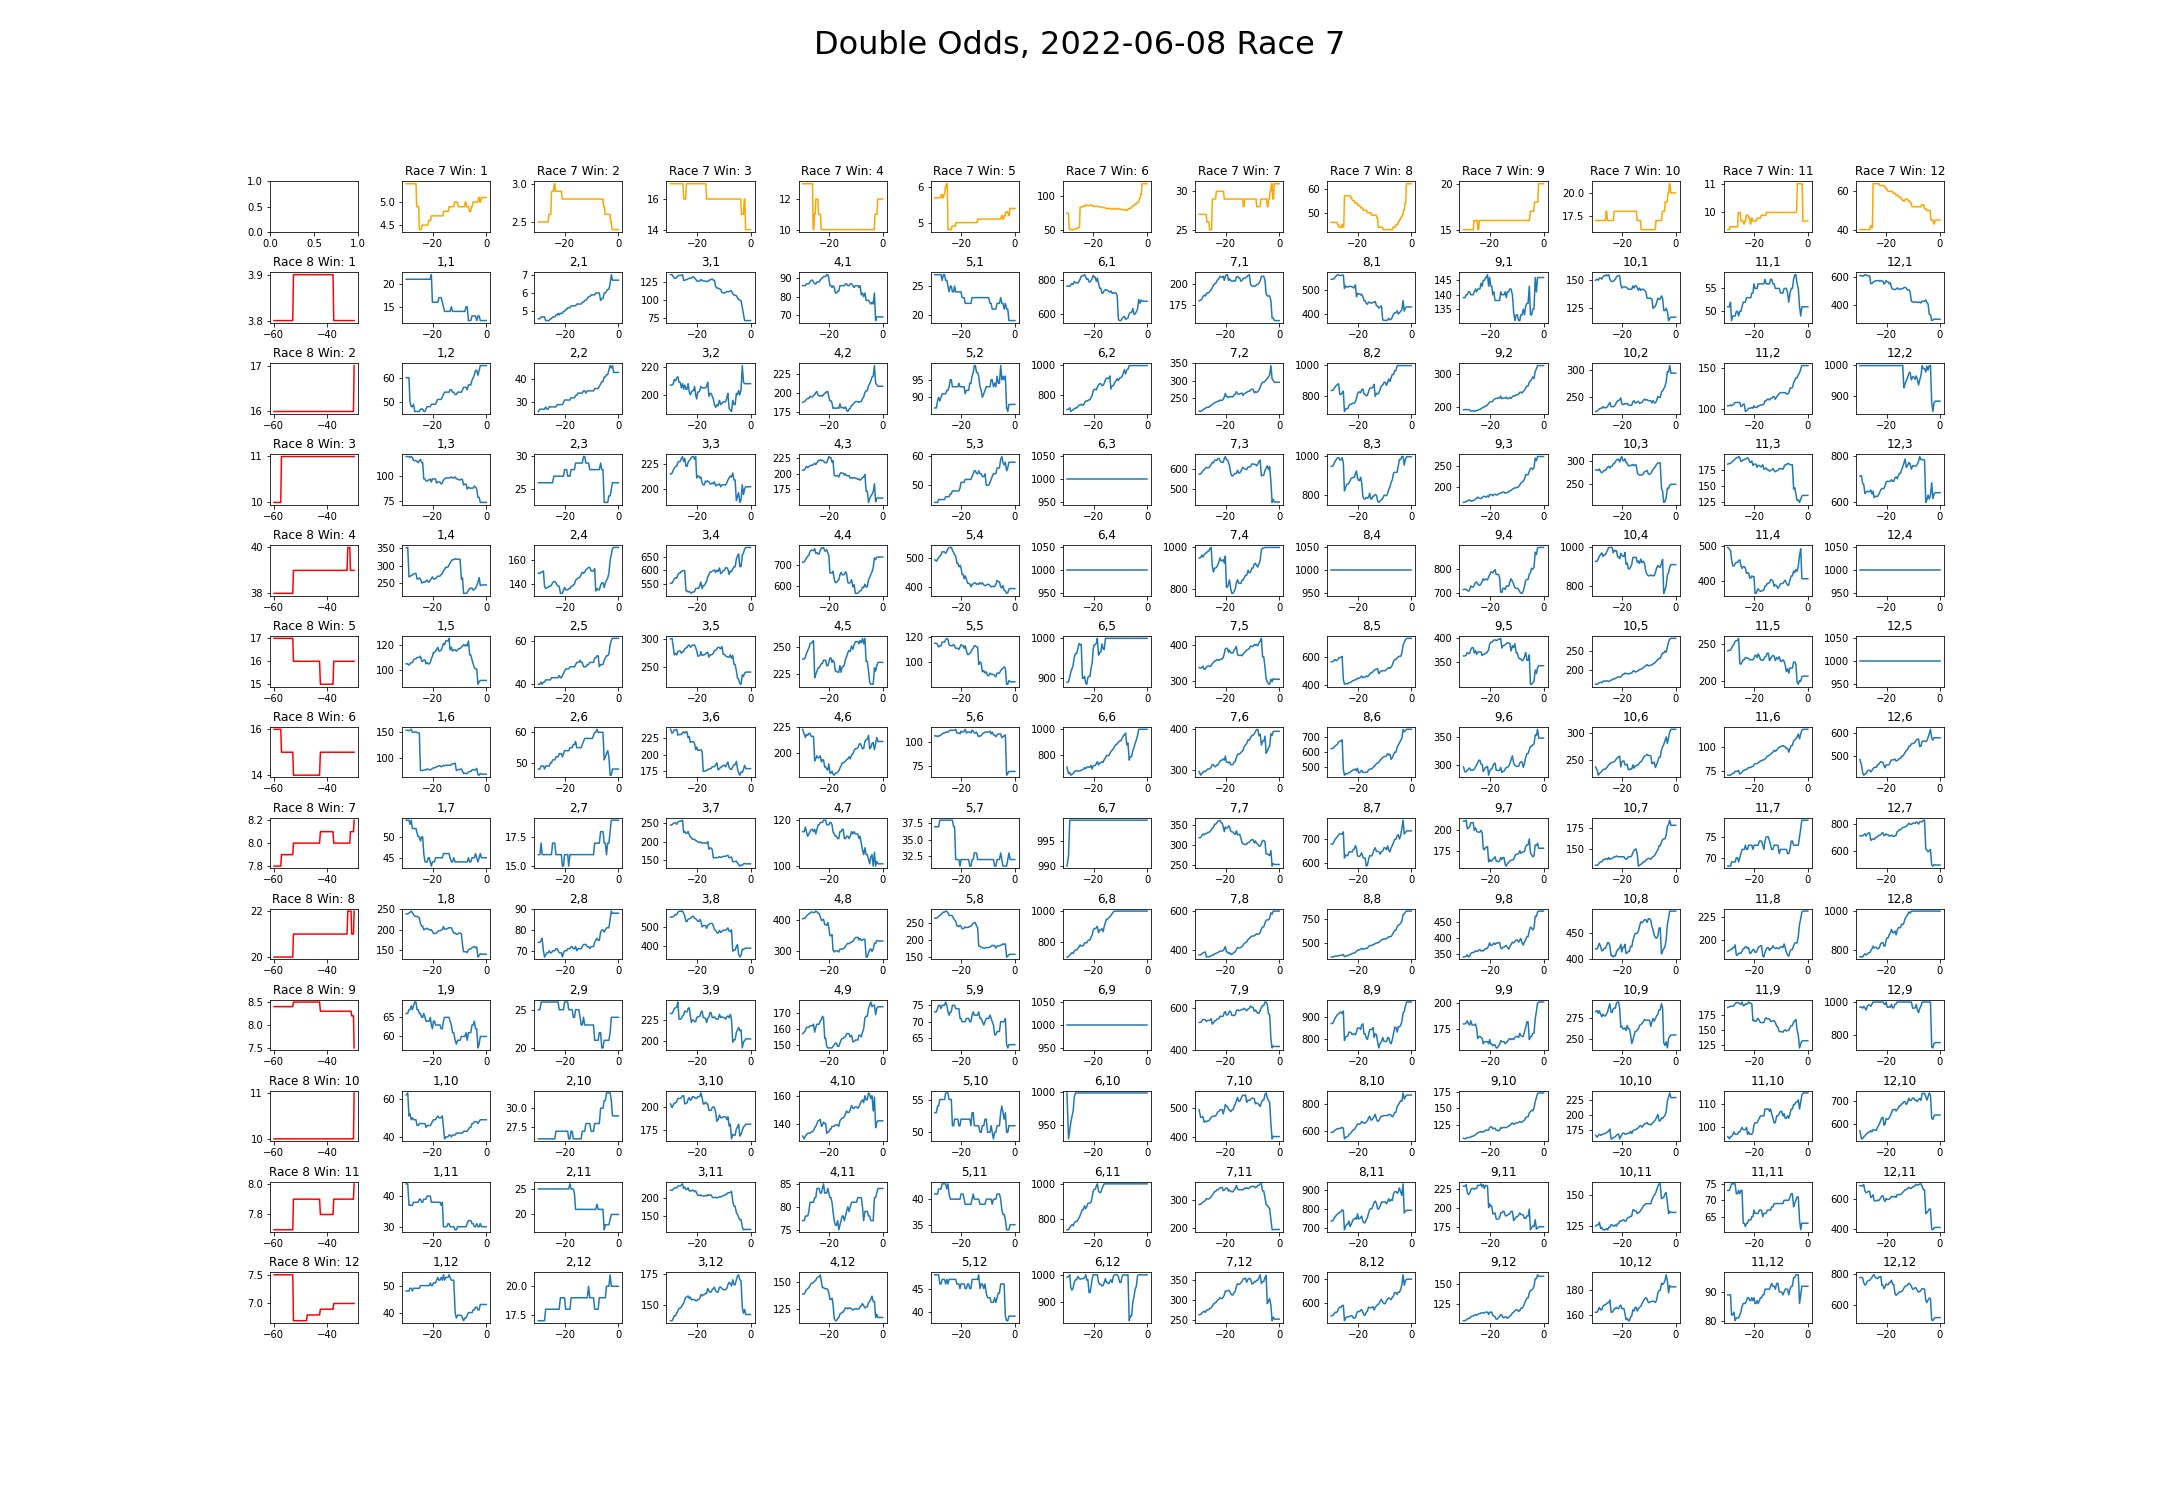 Double Odds, 2022-06-08 Race 7
Race 7 Win: 1 Race 7 Win: 2 Race 7 Win: 3 Race 7 Win: 4 Race 7 Win: 5 Race 7 Win: 6 Race 7 Win: 7 Race 7 Win: 8 Race 7 Win: 9 Race 7 Win: 10 Race 7 Win: 11 Race 7 Win: 12
1.0 0.5 0.0 5.0 4.5 3.0 2.5 16 14 12 10 6 5 100 50 30 25 60 50 20 15 20.0 17.5 11 10 60 40
0.0 0.5 1.0 −20 0 −20 0 −20 0 −20 0 −20 0 −20 0 −20 0 −20 0 −20 0 −20 0 −20 0 −20 0
Race 8 Win: 1 1,1 2,1 3,1 4,1 5,1 6,1 7,1 8,1 9,1 10,1 11,1 12,1
3.9 3.8 20 15 7 6 5 125 100 75 90 80 70 25 20 800 600 200 175 500 400 145 140 135 150 125 55 50 600 400
−60 −40 −20 0 −20 0 −20 0 −20 0 −20 0 −20 0 −20 0 −20 0 −20 0 −20 0 −20 0 −20 0
Race 8 Win: 2 1,2 2,2 3,2 4,2 5,2 6,2 7,2 8,2 9,2 10,2 11,2 12,2
17 16 60 50 40 30 220 200 225 200 175 95 90 1000 800 350 300 250 1000 800 300 200 300 250 150 100 1000 900
−60 −40 −20 0 −20 0 −20 0 −20 0 −20 0 −20 0 −20 0 −20 0 −20 0 −20 0 −20 0 −20 0
Race 8 Win: 3 1,3 2,3 3,3 4,3 5,3 6,3 7,3 8,3 9,3 10,3 11,3 12,3
11 10 100 75 30 25 225 200 225 200 175 60 50 1050 1000 950 600 500 1000 800 250 200 300 250 175 150 125 800 600
−60 −40 −20 0 −20 0 −20 0 −20 0 −20 0 −20 0 −20 0 −20 0 −20 0 −20 0 −20 0 −20 0
Race 8 Win: 4 1,4 2,4 3,4 4,4 5,4 6,4 7,4 8,4 9,4 10,4 11,4 12,4
40 38 350 300 250 160 140 650 600 550 700 600 500 400 1050 1000 950 1000 800 1050 1000 950 800 700 1000 800 500 400 1050 1000 950
−60 −40 −20 0 −20 0 −20 0 −20 0 −20 0 −20 0 −20 0 −20 0 −20 0 −20 0 −20 0 −20 0
Race 8 Win: 5 1,5 2,5 3,5 4,5 5,5 6,5 7,5 8,5 9,5 10,5 11,5 12,5
17 16 15 120 100 60 40 300 250 250 225 120 100 1000 900 400 300 600 400 400 350 250 200 250 200 1050 1000 950
−60 −40 −20 0 −20 0 −20 0 −20 0 −20 0 −20 0 −20 0 −20 0 −20 0 −20 0 −20 0 −20 0
Race 8 Win: 6 1,6 2,6 3,6 4,6 5,6 6,6 7,6 8,6 9,6 10,6 11,6 12,6
16 14 150 100 60 50 225 200 175 225 200 100 75 1000 800 400 300 700 600 500 350 300 300 250 100 75 600 500
−60 −40 −20 0 −20 0 −20 0 −20 0 −20 0 −20 0 −20 0 −20 0 −20 0 −20 0 −20 0 −20 0
Race 8 Win: 7 1,7 2,7 3,7 4,7 5,7 6,7 7,7 8,7 9,7 10,7 11,7 12,7
8.2 8.0 7.8 50 45 17.5 15.0 250 200 150 120 100 37.5 35.0 32.5 995 990 350 300 250 700 600 200 175 175 150 75 70 800 600
−60 −40 −20 0 −20 0 −20 0 −20 0 −20 0 −20 0 −20 0 −20 0 −20 0 −20 0 −20 0 −20 0
Race 8 Win: 8 1,8 2,8 3,8 4,8 5,8 6,8 7,8 8,8 9,8 10,8 11,8 12,8
22 21 20 250 200 150 90 80 70 500 400 400 300 250 200 150 1000 800 600 400 750 500 450 400 350 450 400 225 200 1000 800
−60 −40 −20 0 −20 0 −20 0 −20 0 −20 0 −20 0 −20 0 −20 0 −20 0 −20 0 −20 0 −20 0
Race 8 Win: 9 1,9 2,9 3,9 4,9 5,9 6,9 7,9 8,9 9,9 10,9 11,9 12,9
8.5 8.0 7.5 65 60 25 20 225 200 170 160 150 75 70 65 1050 1000 950 600 400 900 800 200 175 275 250 175 150 125 1000 800
−60 −40 −20 0 −20 0 −20 0 −20 0 −20 0 −20 0 −20 0 −20 0 −20 0 −20 0 −20 0 −20 0
Race 8 Win: 10 1,10 2,10 3,10 4,10 5,10 6,10 7,10 8,10 9,10 10,10 11,10 12,10
11 10 60 40 30.0 27.5 200 175 160 140 55 50 1000 950 500 400 800 600 175 150 125 225 200 175 110 100 700 600
−60 −40 −20 0 −20 0 −20 0 −20 0 −20 0 −20 0 −20 0 −20 0 −20 0 −20 0 −20 0 −20 0
Race 8 Win: 11 1,11 2,11 3,11 4,11 5,11 6,11 7,11 8,11 9,11 10,11 11,11 12,11
8.0 7.8 40 30 25 20 200 150 85 80 75 40 35 1000 800 300 200 900 800 700 225 200 175 150 125 75 70 65 600 400
−60 −40 −20 0 −20 0 −20 0 −20 0 −20 0 −20 0 −20 0 −20 0 −20 0 −20 0 −20 0 −20 0
Race 8 Win: 12 1,12 2,12 3,12 4,12 5,12 6,12 7,12 8,12 9,12 10,12 11,12 12,12
7.5 7.0 50 40 20.0 17.5 175 150 150 125 45 40 1000 900 350 300 250 700 600 150 125 180 160 90 80 800 600
−60 −40 −20 0 −20 0 −20 0 −20 0 −20 0 −20 0 −20 0 −20 0 −20 0 −20 0 −20 0 −20 0